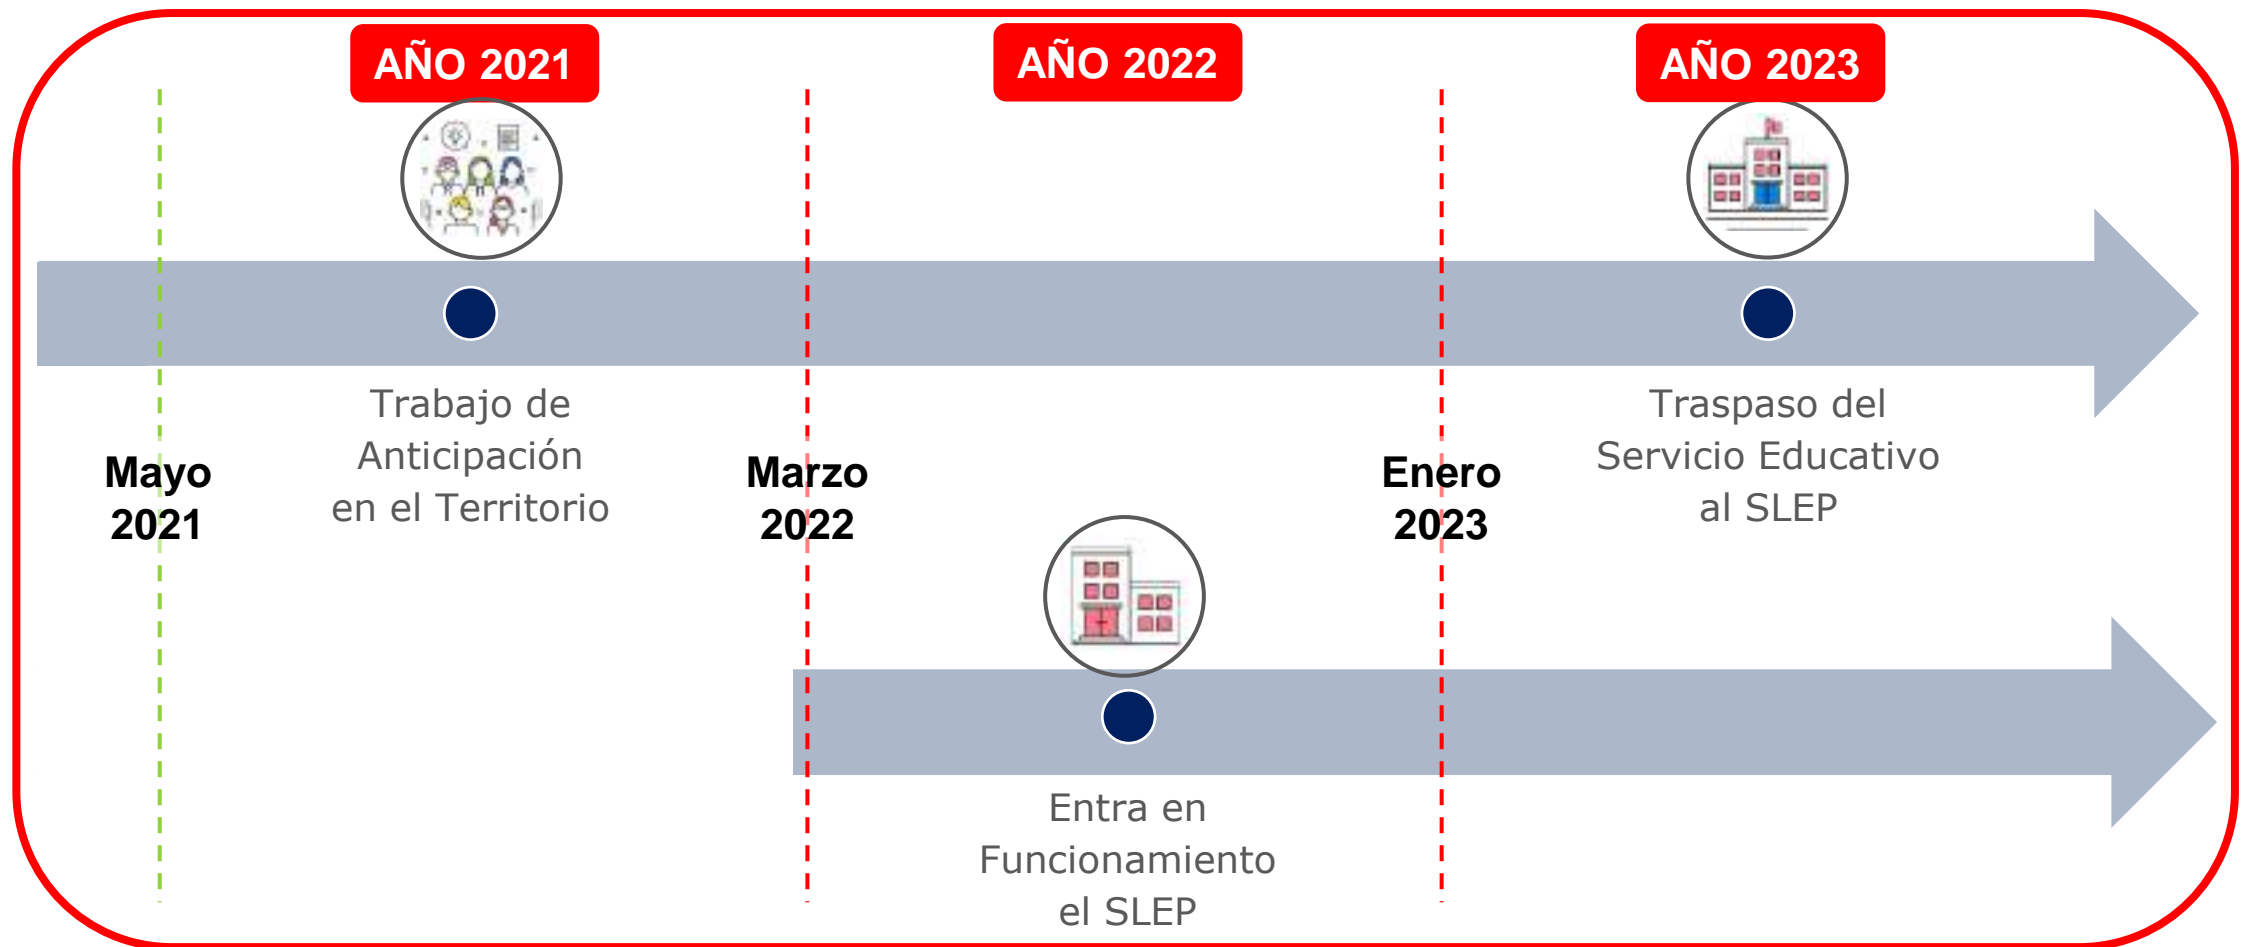 AÑO 2021
AÑO 2022
AÑO 2023
Trabajo de
Anticipación
en el Territorio
Traspaso del
Servicio Educativo
al SLEP
Mayo
2021
Marzo
2022
Enero
2023
Entra en
Funcionamiento
el SLEP